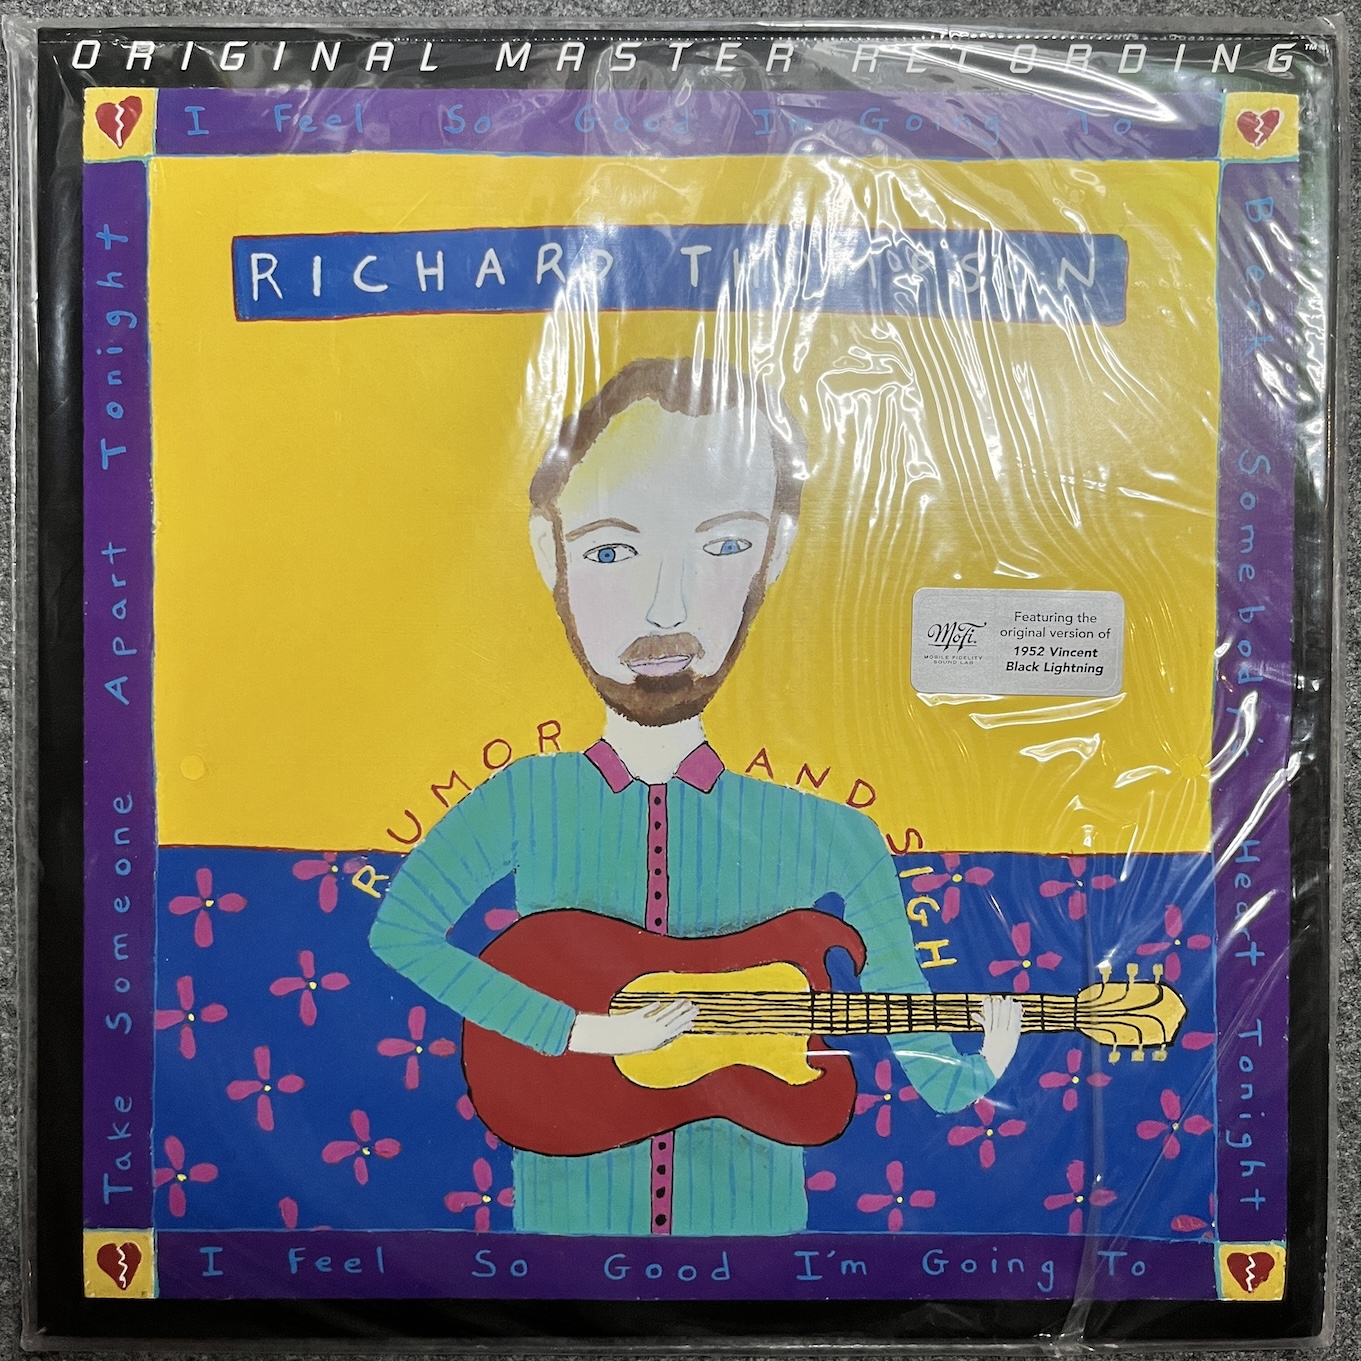 ORIGINAL MASTER RECORDING™
I Feel So Good I'm Going To
RICHARD THOMPSON
Break Somebody's Heart Tonight
Take Someone Apart Tonight
MoFi
MOBILE FIDELITY
SOUND LAB
Featuring the
original version of
1952 Vincent
Black Lightning
RUMOR AND SIGH
I Feel So Good I'm Going To